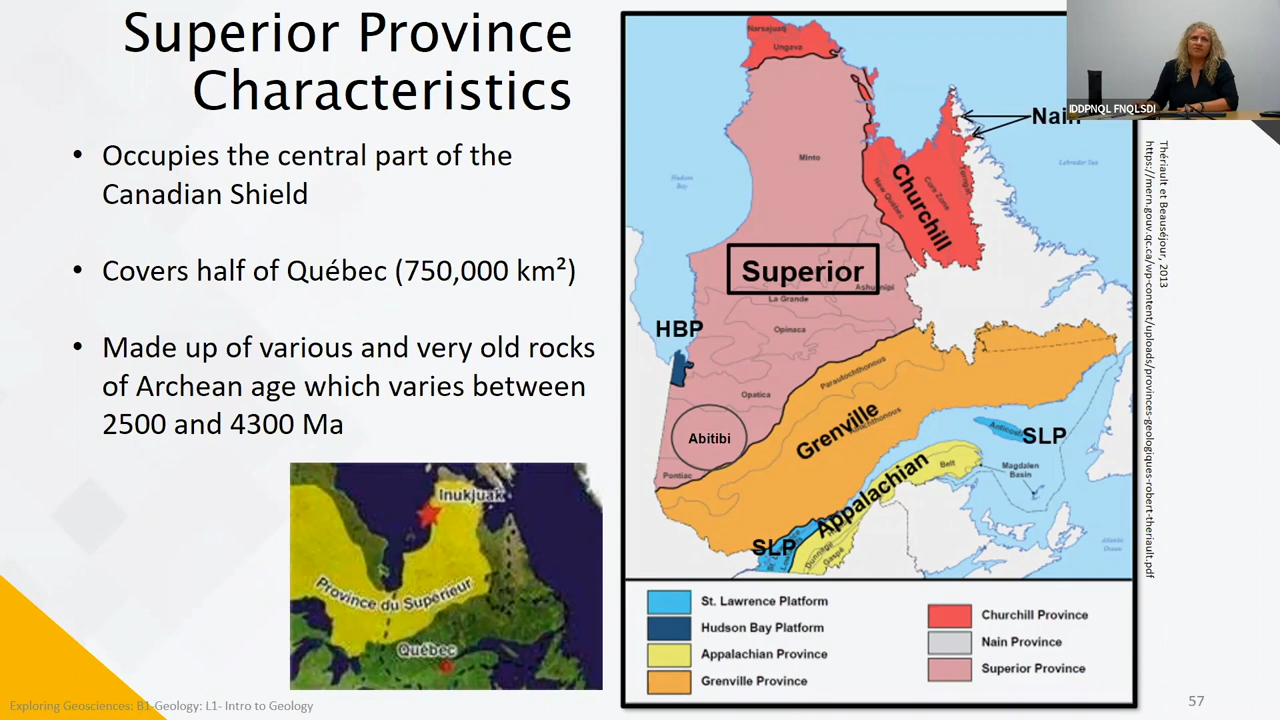 Superior Province
Characteristics
• Occupies the central part of the
Canadian Shield
• Covers half of Québec (750,000 km²)
• Made up of various and very old rocks
of Archean age which varies between
2500 and 4300 Ma
Inukjuak
Province du Supérieur
Québec
Exploring Geosciences: B1-Geology: L1- Intro to Geology
Ungava
Minto
Hudson
Bay
Labrador Sea
Nain
IDDPNQL FNQLSDI
Churchill
New Québec
Core Zone
Torngat
Superior
Ashuanipi
La Grande
HBP
Opinaca
Opatica
Abitibi
Pontiac
Parautochthonous
Grenville
Appalachian
Belt
Anticosti
SLP
Magdalen
Basin
SLP
Dunnage
Gaspé
Atlantic
Ocean
St. Lawrence Platform
Hudson Bay Platform
Appalachian Province
Grenville Province
Churchill Province
Nain Province
Superior Province
Thériault et Beauséjour, 2013
https://mern.gouv.qc.ca/wp-content/uploads/provinces-geologiques-robert-theriault.pdf
57